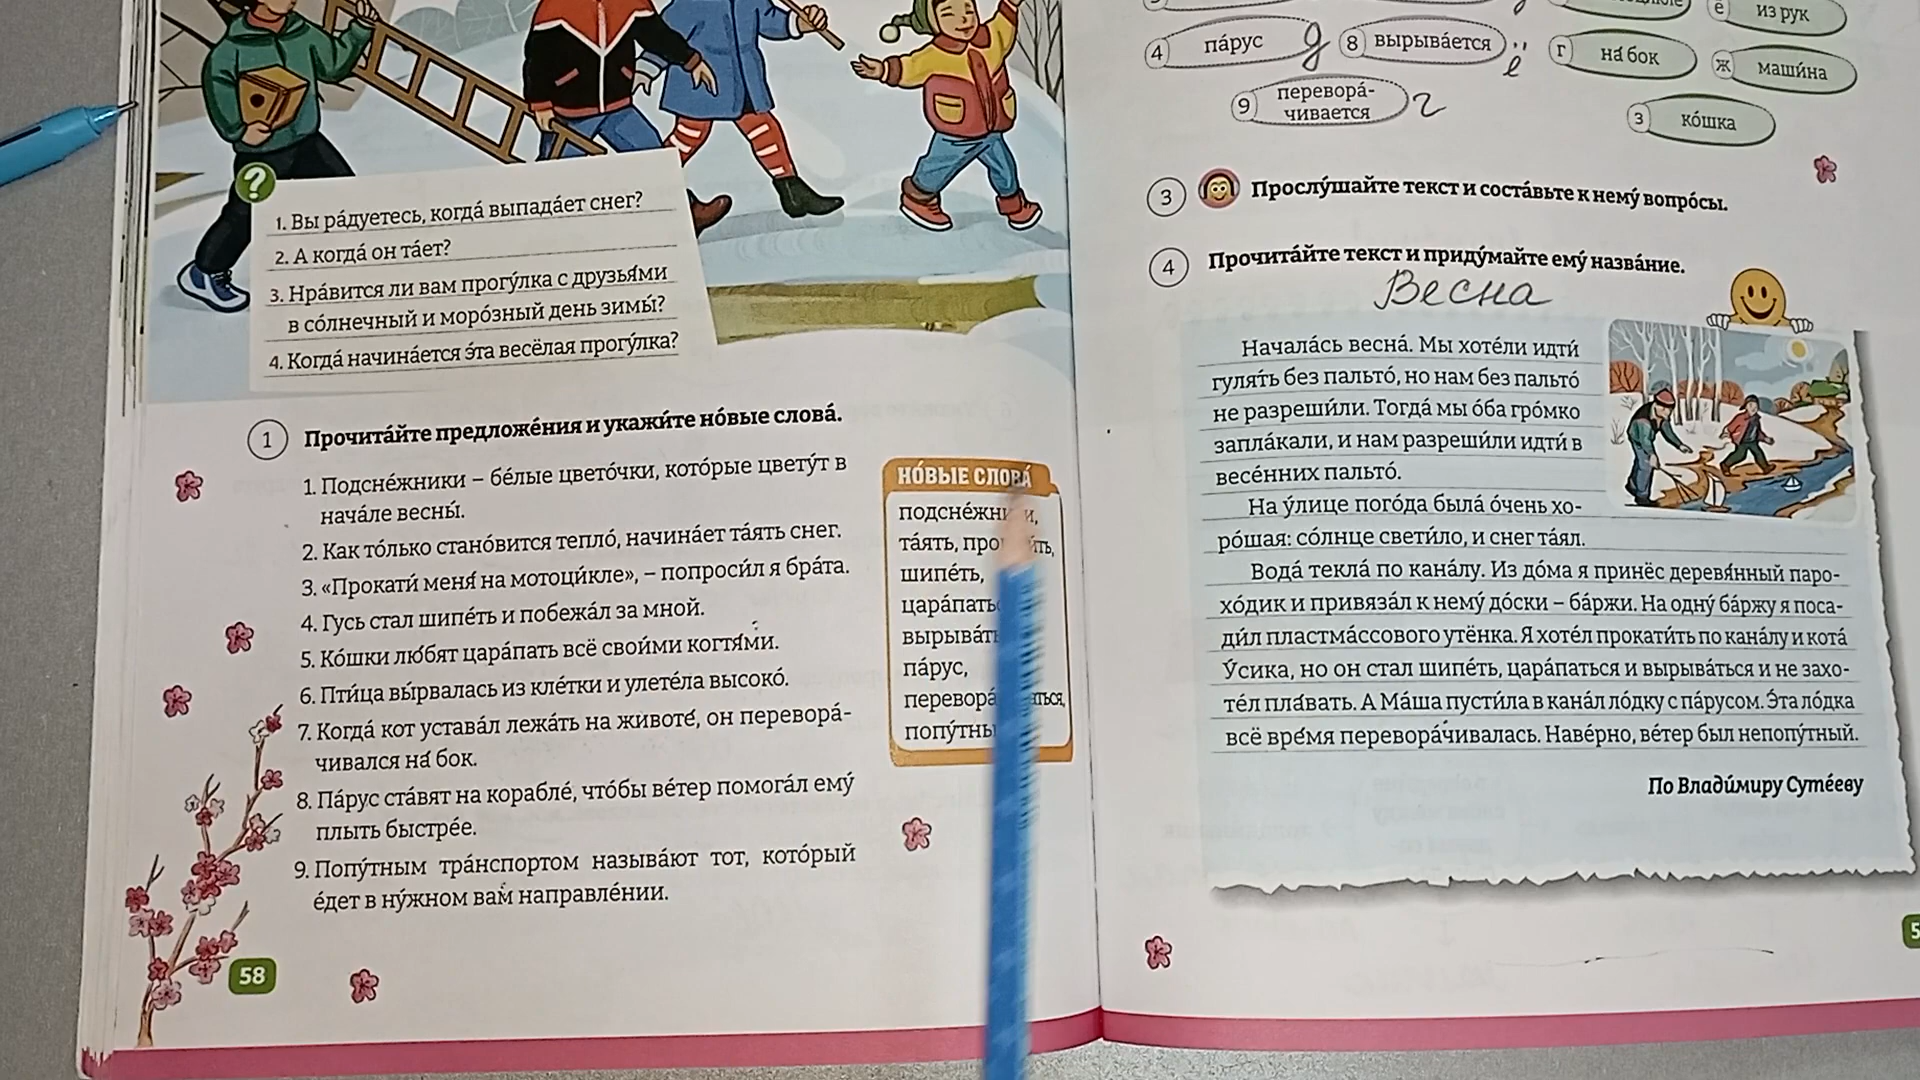 1. Вы ра́дуетесь, когда́ выпада́ет снег?
2. А когда́ он та́ет?
3. Нра́вится ли вам прогу́лка с друзья́ми
в со́лнечный и моро́зный день зимы́?
4. Когда́ начина́ется э́та весёлая прогу́лка?
1 Прочита́йте предложе́ния и укажи́те но́вые слова́.
1. Подсне́жники – бе́лые цвето́чки, кото́рые цвету́т в
нача́ле весны́.
2. Как то́лько стано́вится тепло́, начина́ет та́ять снег.
3. «Прокати́ меня́ на мотоци́кле», – попроси́л я бра́та.
4. Гусь стал шипе́ть и побежа́л за мной.
5. Ко́шки лю́бят цара́пать всё свои́ми когтя́ми.
6. Пти́ца вы́рвалась из кле́тки и улете́ла высоко́.
7. Когда́ кот устава́л лежа́ть на животе́, он перевора́-
чивался на́ бок.
8. Па́рус ста́вят на корабле́, что́бы ве́тер помога́л ему́
плыть быстре́е.
9. Попу́тным тра́нспортом называ́ют тот, кото́рый
е́дет в ну́жном вам направле́нии.
НО́ВЫЕ СЛОВА́
та́ять,
шипе́ть,
па́рус,
58
из рук
4 па́рус д
8 вырыва́ется ё
г на́ бок
ж маши́на
9 перевора́-
чивается г
з ко́шка
3 Прослу́шайте текст и соста́вьте к нему́ вопро́сы.
4 Прочита́йте текст и приду́майте ему́ назва́ние.
Весна
Начала́сь весна́. Мы хоте́ли идти́
гуля́ть без пальто́, но нам без пальто́
не разреши́ли. Тогда́ мы о́ба гро́мко
запла́кали, и нам разреши́ли идти́ в
весе́нних пальто́.
На у́лице пого́да была́ о́чень хо-
ро́шая: со́лнце свети́ло, и снег та́ял.
Вода́ текла́ по кана́лу. Из до́ма я принёс деревя́нный паро-
хо́дик и привяза́л к нему́ до́ски – ба́ржи. На одну́ ба́ржу я поса-
ди́л пластма́ссового утёнка. Я хоте́л прокати́ть по кана́лу и кота́
У́сика, но он стал шипе́ть, цара́паться и вырыва́ться и не захо-
те́л пла́вать. А Ма́ша пусти́ла в кана́л ло́дку с па́русом. Э́та ло́дка
всё вре́мя перевора́чивалась. Наве́рно, ве́тер был непопу́тный.
По Влади́миру Суте́еву